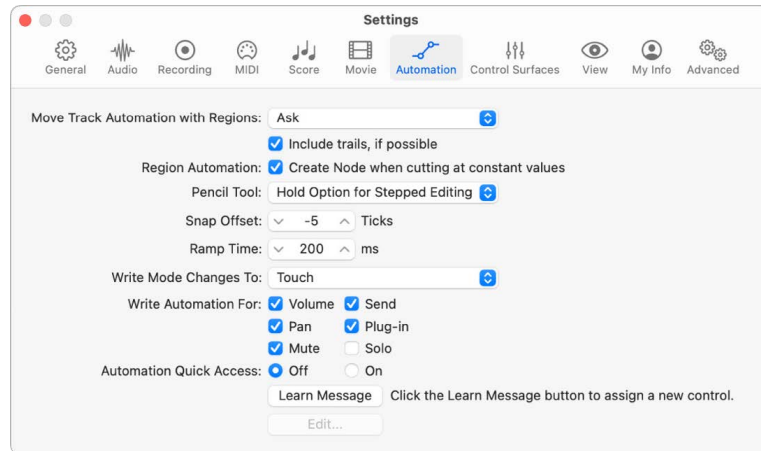 Settings
General Audio Recording MIDI Score Movie Automation Control Surfaces View My Info Advanced
Move Track Automation with Regions: Ask
Include trails, if possible
Region Automation: Create Node when cutting at constant values
Pencil Tool: Hold Option for Stepped Editing
Snap Offset: -5 Ticks
Ramp Time: 200 ms
Write Mode Changes To: Touch
Write Automation For: Volume Send
Pan Plug-in
Mute Solo
Automation Quick Access: Off On
Learn Message Click the Learn Message button to assign a new control.
Edit...